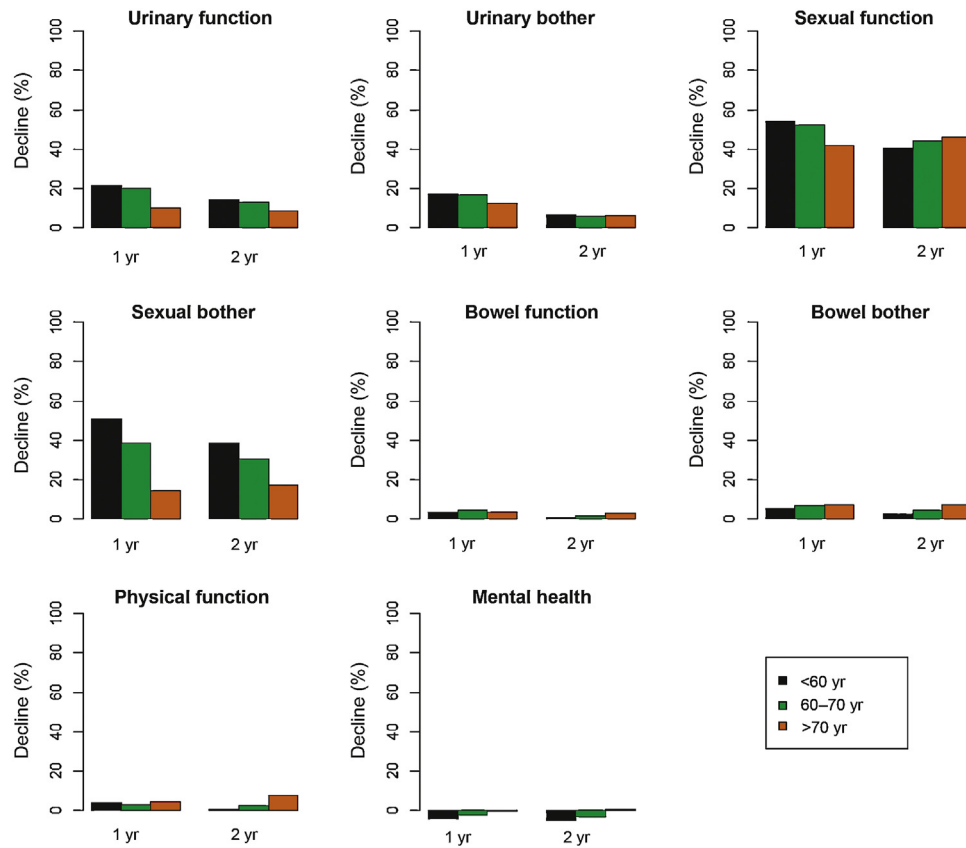 Urinary function
Decline (%)
0 20 40 60 80 100
1 yr 2 yr
Urinary bother
Decline (%)
0 20 40 60 80 100
1 yr 2 yr
Sexual function
Decline (%)
0 20 40 60 80 100
1 yr 2 yr
Sexual bother
Decline (%)
0 20 40 60 80 100
1 yr 2 yr
Bowel function
Decline (%)
0 20 40 60 80 100
1 yr 2 yr
Bowel bother
Decline (%)
0 20 40 60 80 100
1 yr 2 yr
Physical function
Decline (%)
0 20 40 60 80 100
1 yr 2 yr
Mental health
Decline (%)
0 20 40 60 80 100
1 yr 2 yr
<60 yr
60–70 yr
>70 yr